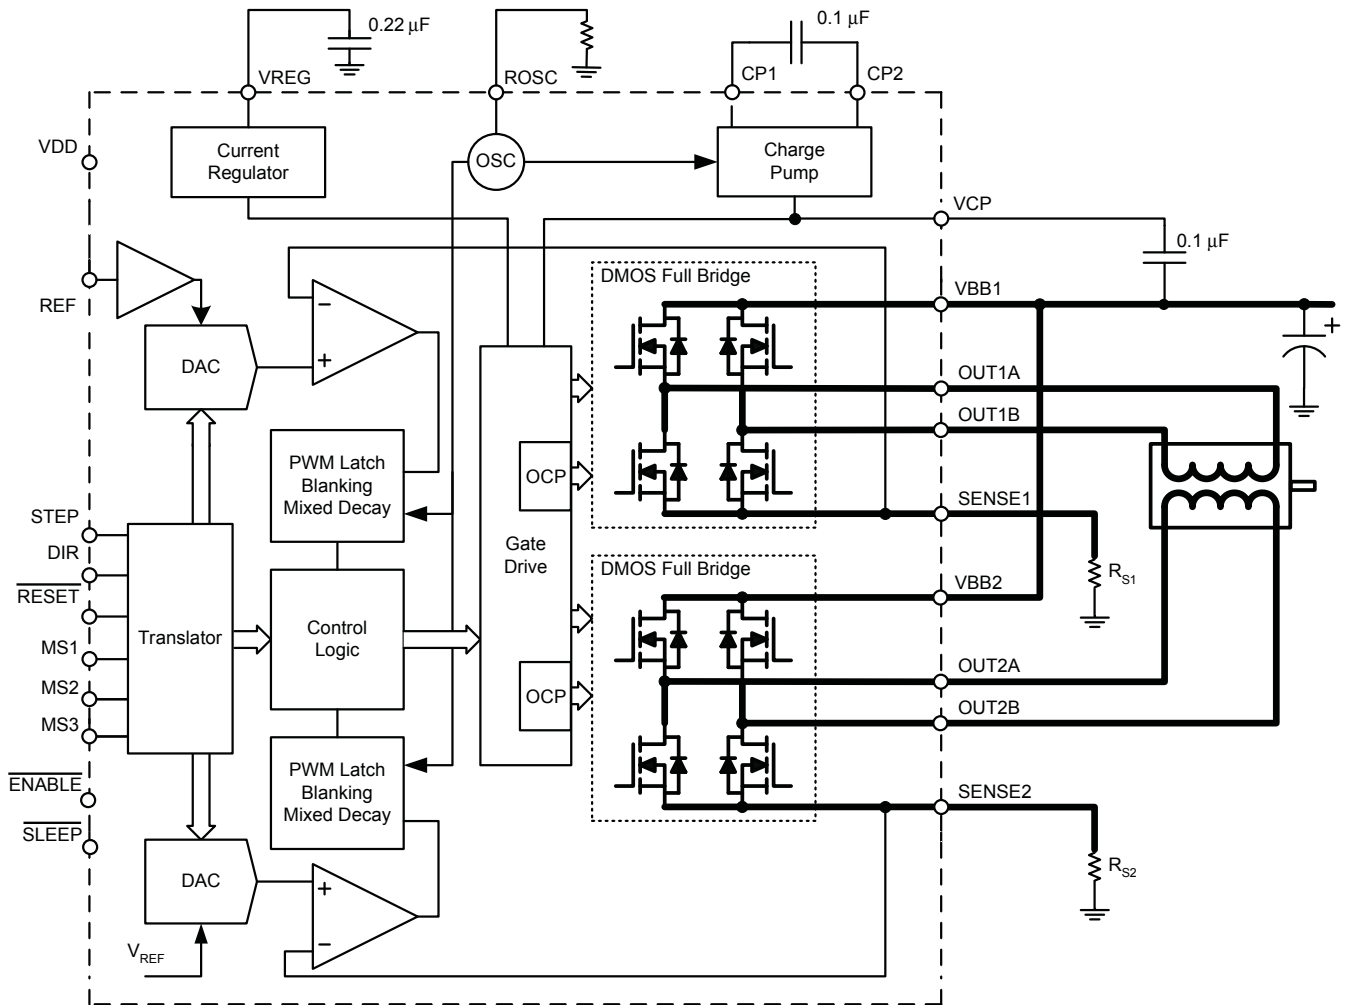 0.22 μF
0.1 μF
VREG
ROSC
CP1
CP2
VDD
Current
Regulator
OSC
Charge
Pump
VCP
0.1 μF
REF
DMOS Full Bridge
VBB1
−
+
+
DAC
OUT1A
OUT1B
PWM Latch
Blanking
Mixed Decay
OCP
SENSE1
STEP
DIR
RESET
MS1
MS2
MS3
Translator
Control
Logic
Gate
Drive
DMOS Full Bridge
RS1
VBB2
OUT2A
OCP
OUT2B
ENABLE
SLEEP
PWM Latch
Blanking
Mixed Decay
SENSE2
DAC
+
−
RS2
VREF